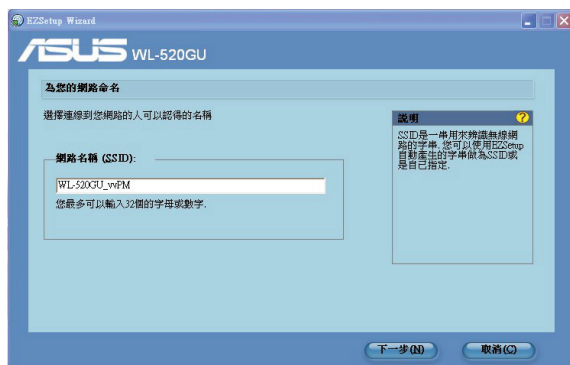 EZSetup Wizard
ASUS WL-520GU
為您的網路命名
選擇連線到您網路的人可以認得的名稱
網路名稱 (SSID):
WL-520GU_vvPM
您最多可以輸入32個的字母或數字.
說明
SSID是一串用來辨識無線網
路的字串. 您可以使用EZSetup
自動產生的字串做為SSID或
是自己指定.
下一步(N)
取消(C)